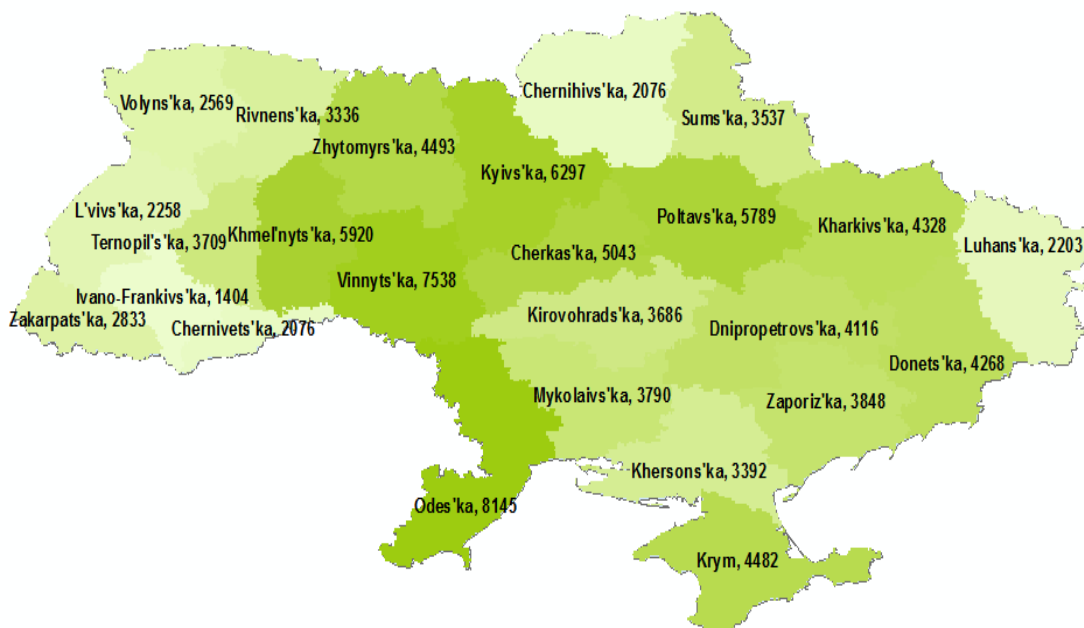 Chernihivs'ka, 2076
Volyns'ka, 2569
Rivnens'ka, 3336
Sums'ka, 3537
Zhytomyrs'ka, 4493
Kyivs'ka, 6297
L'vivs'ka, 2258
Poltavs'ka, 5789
Kharkivs'ka, 4328
Khmel'nyts'ka, 5920
Ternopil's'ka, 3709
Luhans'ka, 2203
Cherkas'ka, 5043
Vinnyts'ka, 7538
Ivano-Frankivs'ka, 1404
Kirovohrads'ka, 3686
Zakarpats'ka, 2833
Chernivets'ka, 2076
Dnipropetrovs'ka, 4116
Donets'ka, 4268
Mykolaivs'ka, 3790
Zaporiz'ka, 3848
Khersons'ka, 3392
Odes'ka, 8145
Krym, 4482